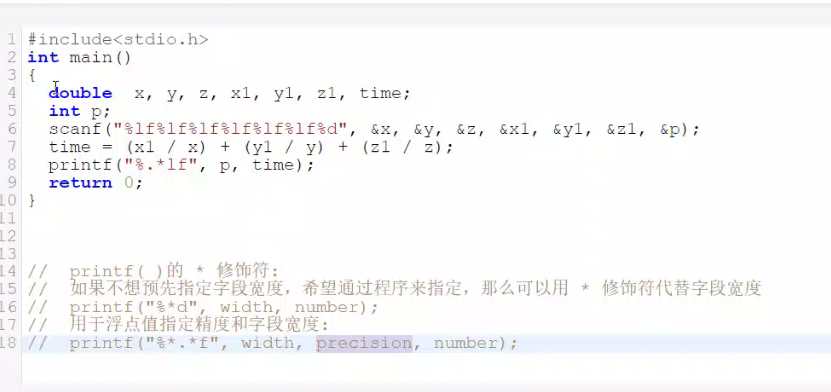 1 #include<stdio.h>
2 int main()
3 {
4 double x, y, z, x1, y1, z1, time;
5 int p;
6 scanf("%lf%lf%lf%lf%lf%lf%d", &x, &y, &z, &x1, &y1, &z1, &p);
7 time = (x1 / x) + (y1 / y) + (z1 / z);
8 printf("%.*lf", p, time);
9 return 0;
10 }
11
12
13
14 // printf( )的 * 修饰符:
15 // 如果不想预先指定字段宽度，希望通过程序来指定，那么可以用 * 修饰符代替字段宽度
16 // printf("%*d", width, number);
17 // 用于浮点值指定精度和字段宽度:
18 // printf("%*.*f", width, precision, number);